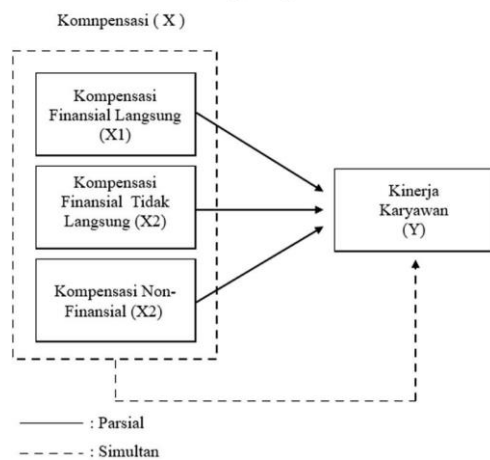 Komnpensasi ( X )
Kompensasi
Finansial Langsung
(X1)
Kompensasi
Finansial Tidak
Langsung (X2)
Kompensasi Non-
Finansial (X2)
Kinerja
Karyawan
(Y)
: Parsial
: Simultan